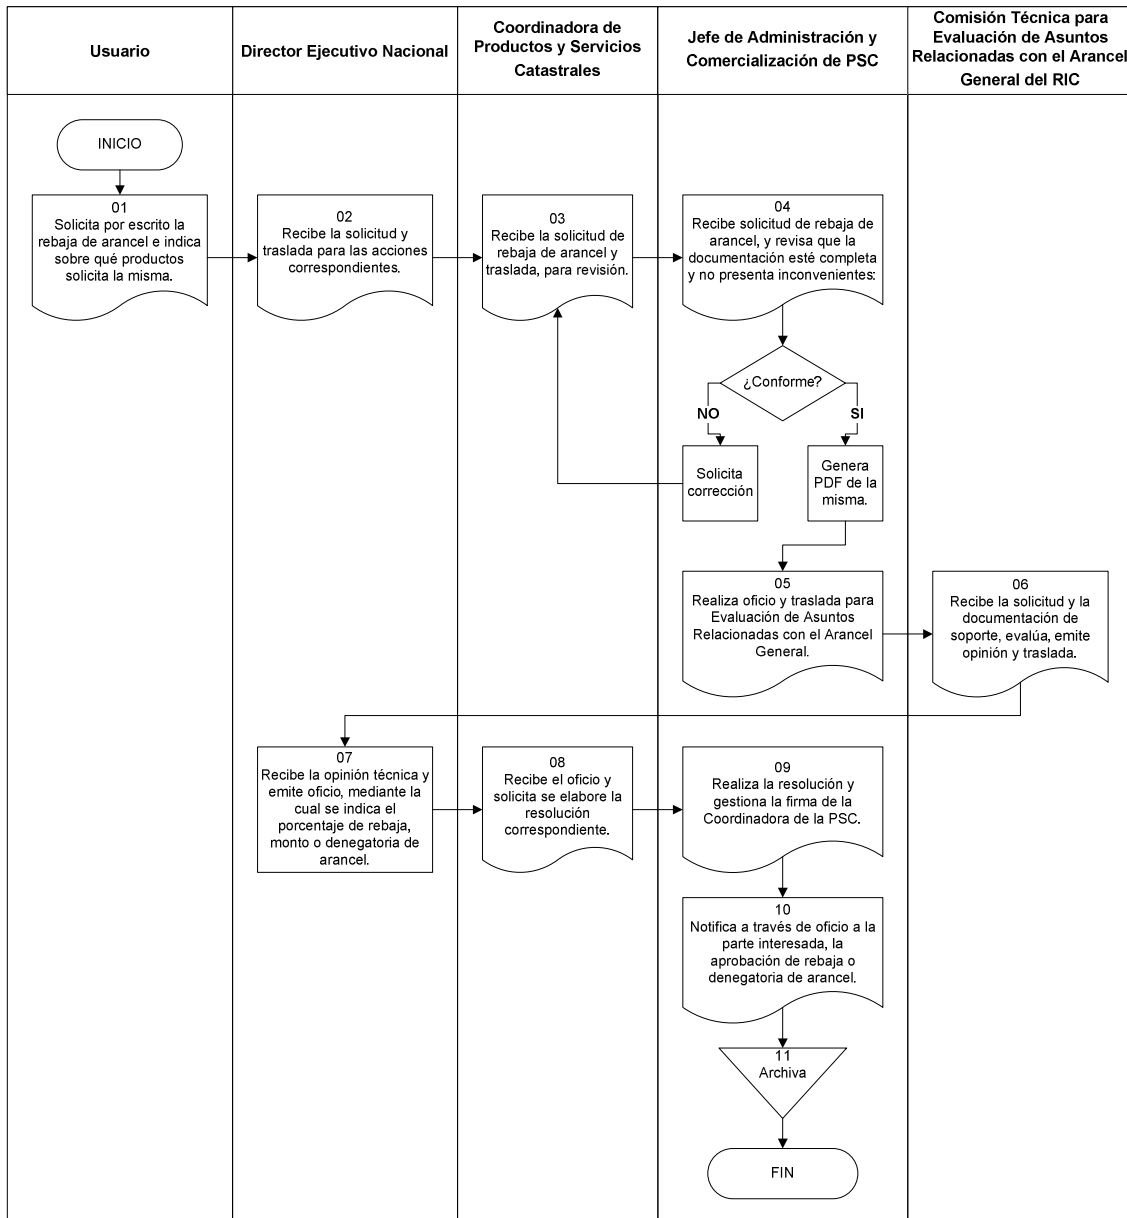 Usuario
Director Ejecutivo Nacional
Coordinadora de
Productos y Servicios
Catastrales
Jefe de Administración y
Comercialización de PSC
Comisión Técnica para
Evaluación de Asuntos
Relacionadas con el Arancel
General del RIC
INICIO
01
Solicita por escrito la
rebaja de arancel e indica
sobre qué productos
solicita la misma.
02
Recibe la solicitud y
traslada para las acciones
correspondientes.
03
Recibe la solicitud de
rebaja de arancel y
traslada, para revisión.
04
Recibe solicitud de rebaja de
arancel, y revisa que la
documentación esté completa
y no presenta inconvenientes:
¿Conforme?
NO
SI
Solicita
corrección
Genera
PDF de la
misma.
05
Realiza oficio y traslada para
Evaluación de Asuntos
Relacionadas con el Arancel
General.
06
Recibe la solicitud y la
documentación de
soporte, evalúa, emite
opinión y traslada.
07
Recibe la opinión técnica y
emite oficio, mediante la
cual se indica el
porcentaje de rebaja,
monto o denegatoria de
arancel.
08
Recibe el oficio y
solicita se elabore la
resolución
correspondiente.
09
Realiza la resolución y
gestiona la firma de la
Coordinadora de la PSC.
10
Notifica a través de oficio a la
parte interesada, la
aprobación de rebaja o
denegatoria de arancel.
11
Archiva
FIN